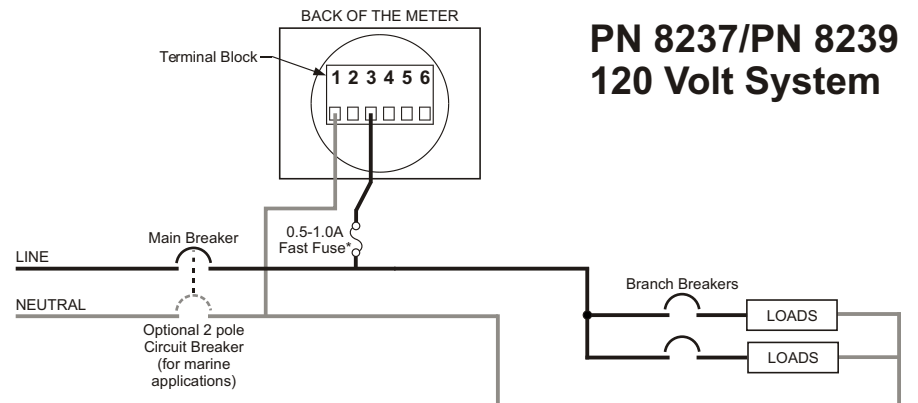 BACK OF THE METER
PN 8237/PN 8239
120 Volt System
Terminal Block
1 2 3 4 5 6
0.5-1.0A
Fast Fuse*
Main Breaker
LINE
Branch Breakers
NEUTRAL
LOADS
Optional 2 pole
Circuit Breaker
(for marine
applications)
LOADS